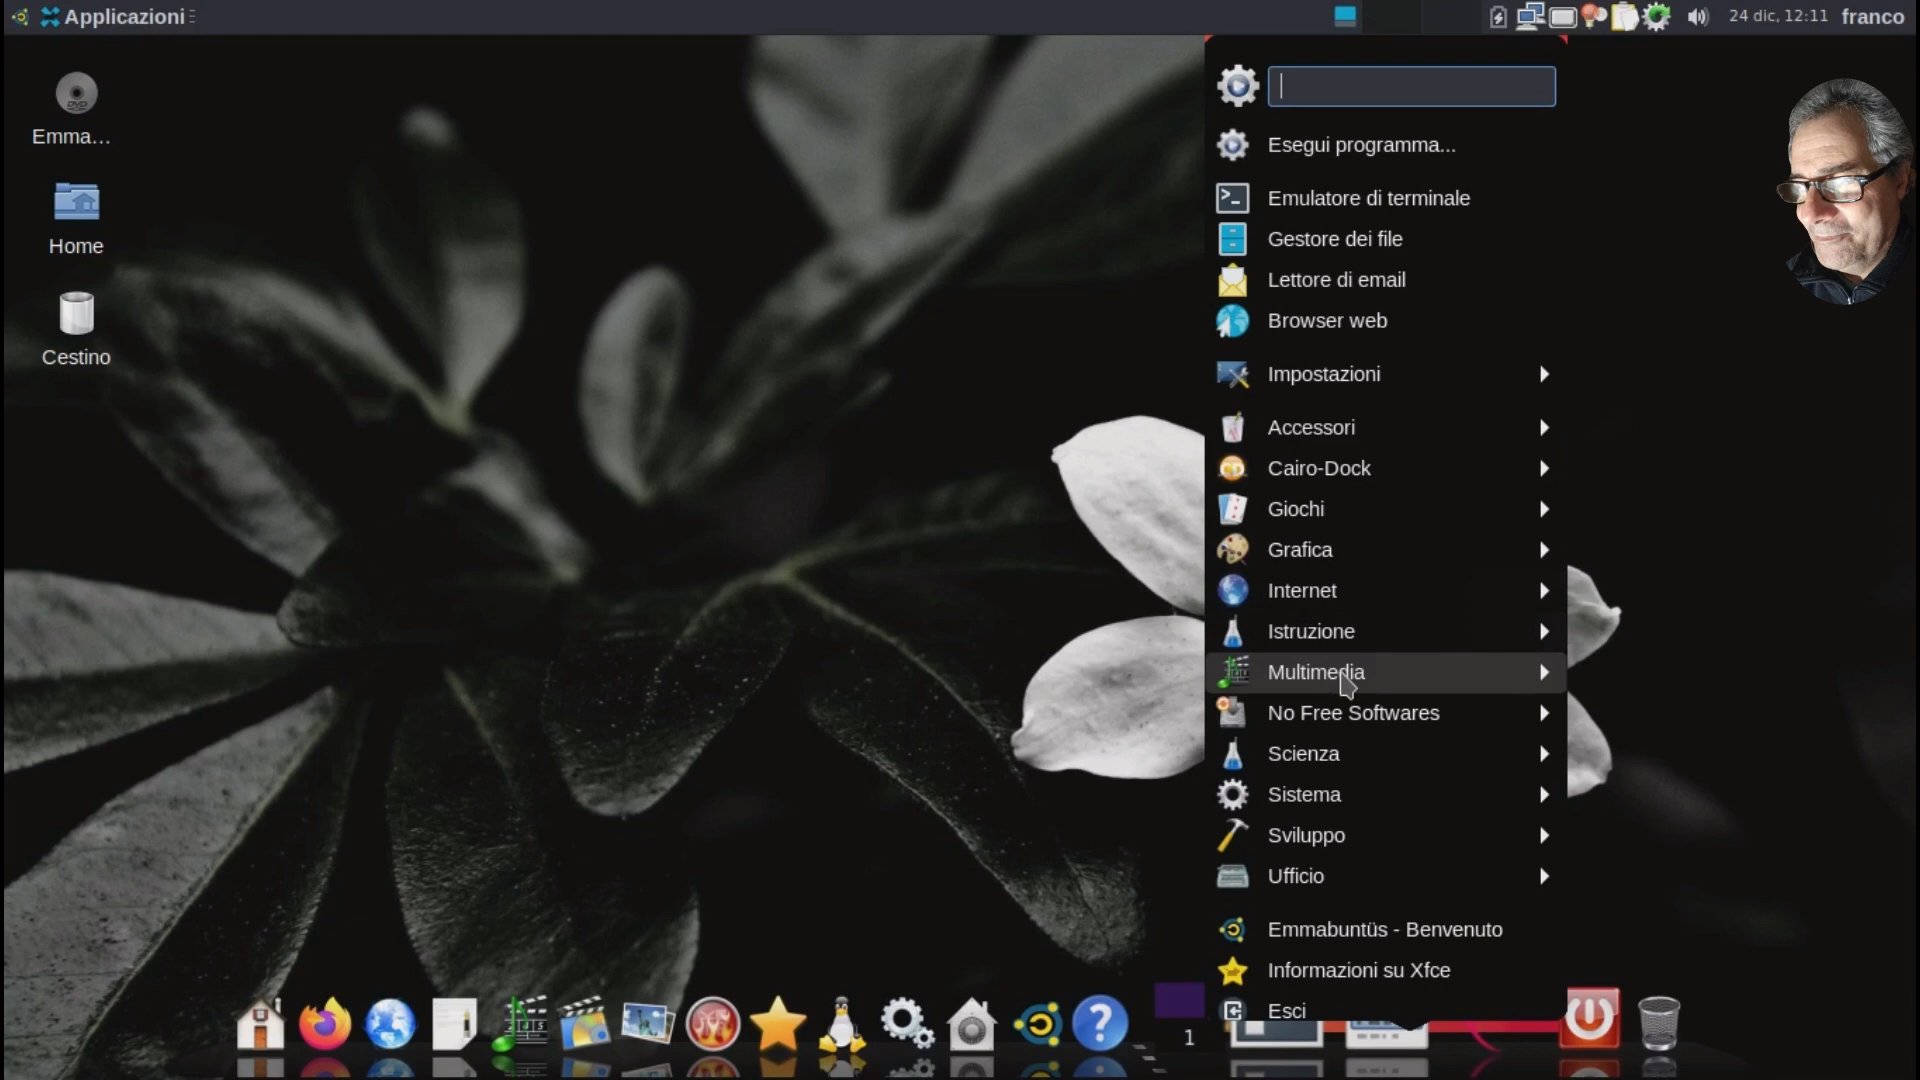 Applicazioni
24 dic, 12:11 franco
DVD
Emma...
Home
Cestino
Esegui programma...
Emulatore di terminale
Gestore dei file
Lettore di email
Browser web
Impostazioni
Accessori
Cairo-Dock
Giochi
Grafica
Internet
Istruzione
Multimedia
No Free Softwares
Scienza
Sistema
Sviluppo
Ufficio
Emmabuntüs - Benvenuto
Informazioni su Xfce
Esci
1